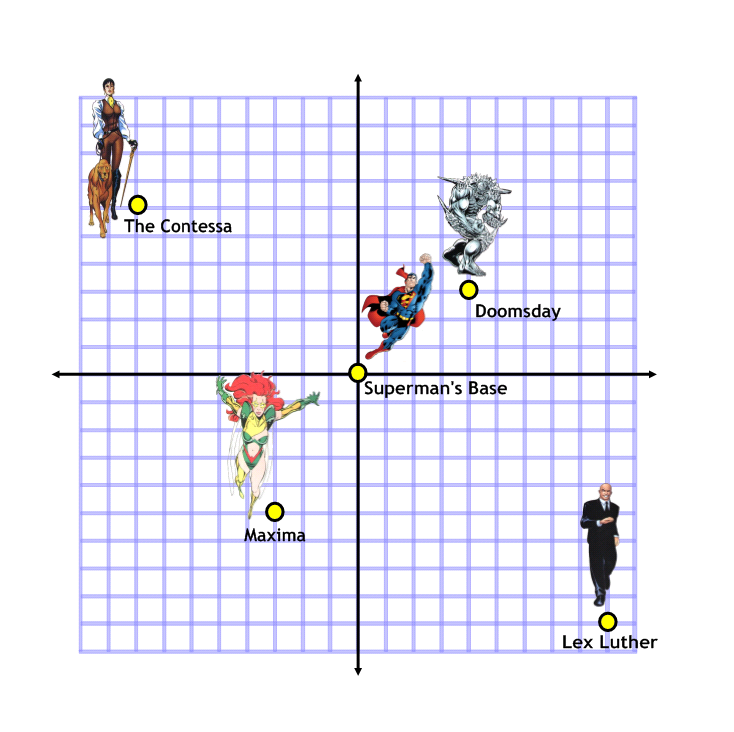 The Contessa
Doomsday
Superman's Base
Maxima
Lex Luther